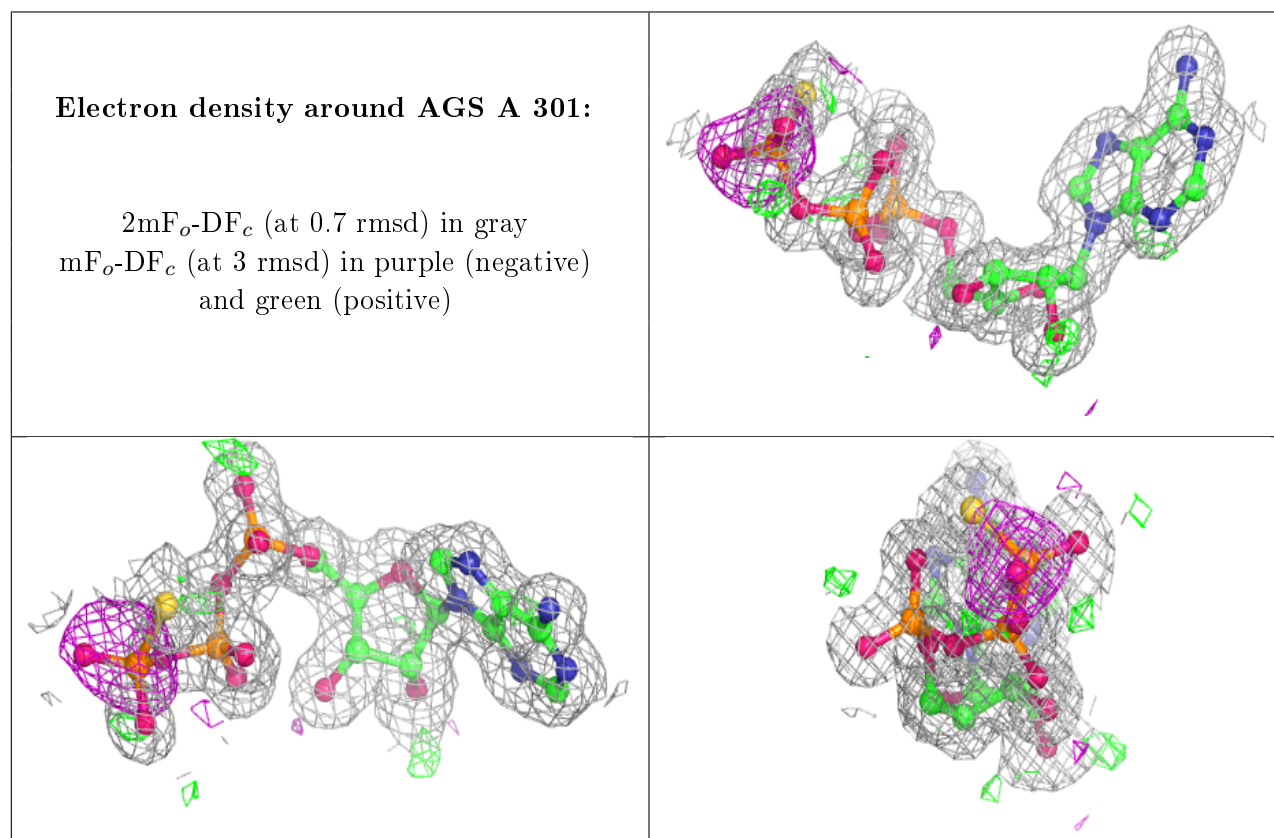 Electron density around AGS A 301:
2mFₒ-DF𝒸 (at 0.7 rmsd) in gray
mFₒ-DF𝒸 (at 3 rmsd) in purple (negative)
and green (positive)